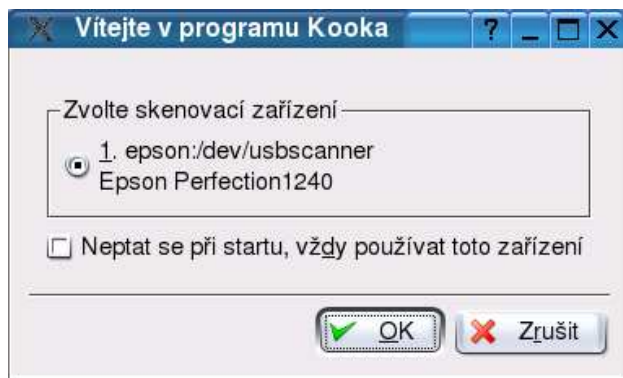 Vítejte v programu Kooka
Zvolte skenovací zařízení
1. epson:/dev/usbscanner
Epson Perfection1240
Neptat se při startu, vždy používat toto zařízení
OK
Zrušit